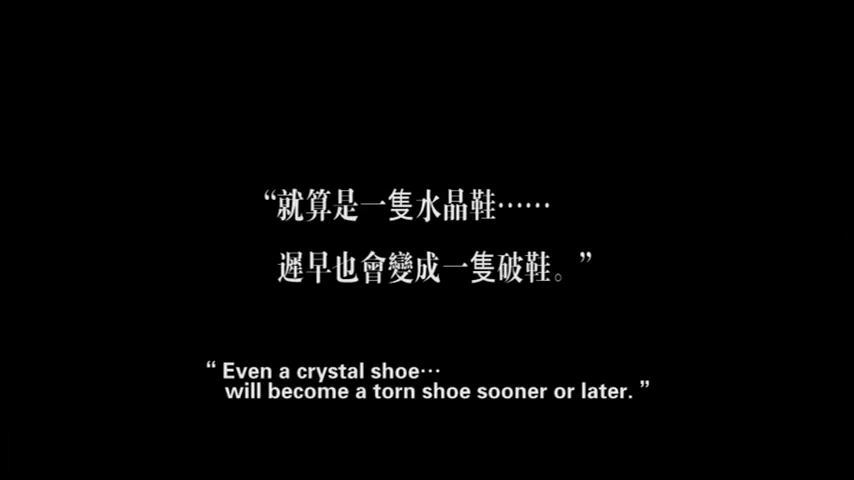 “就算是一隻水晶鞋……
遲早也會變成一隻破鞋。”
“ Even a crystal shoe…
will become a torn shoe sooner or later. ”